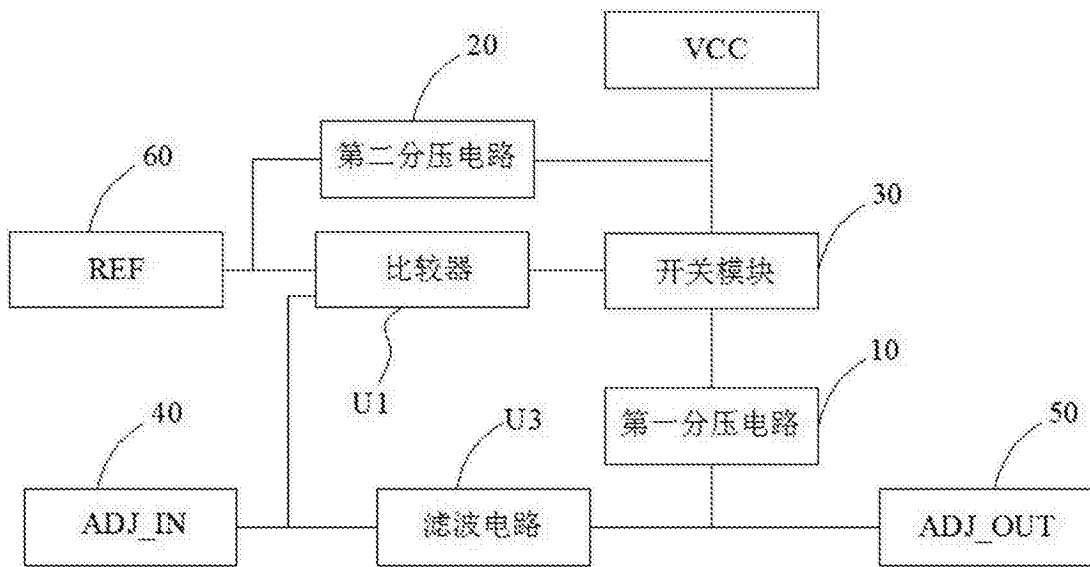 VCC
20
第二分压电路
60
30
REF
比较器
开关模块
10
U1
40
U3
第一分压电路
50
ADJ_IN
滤波电路
ADJ_OUT